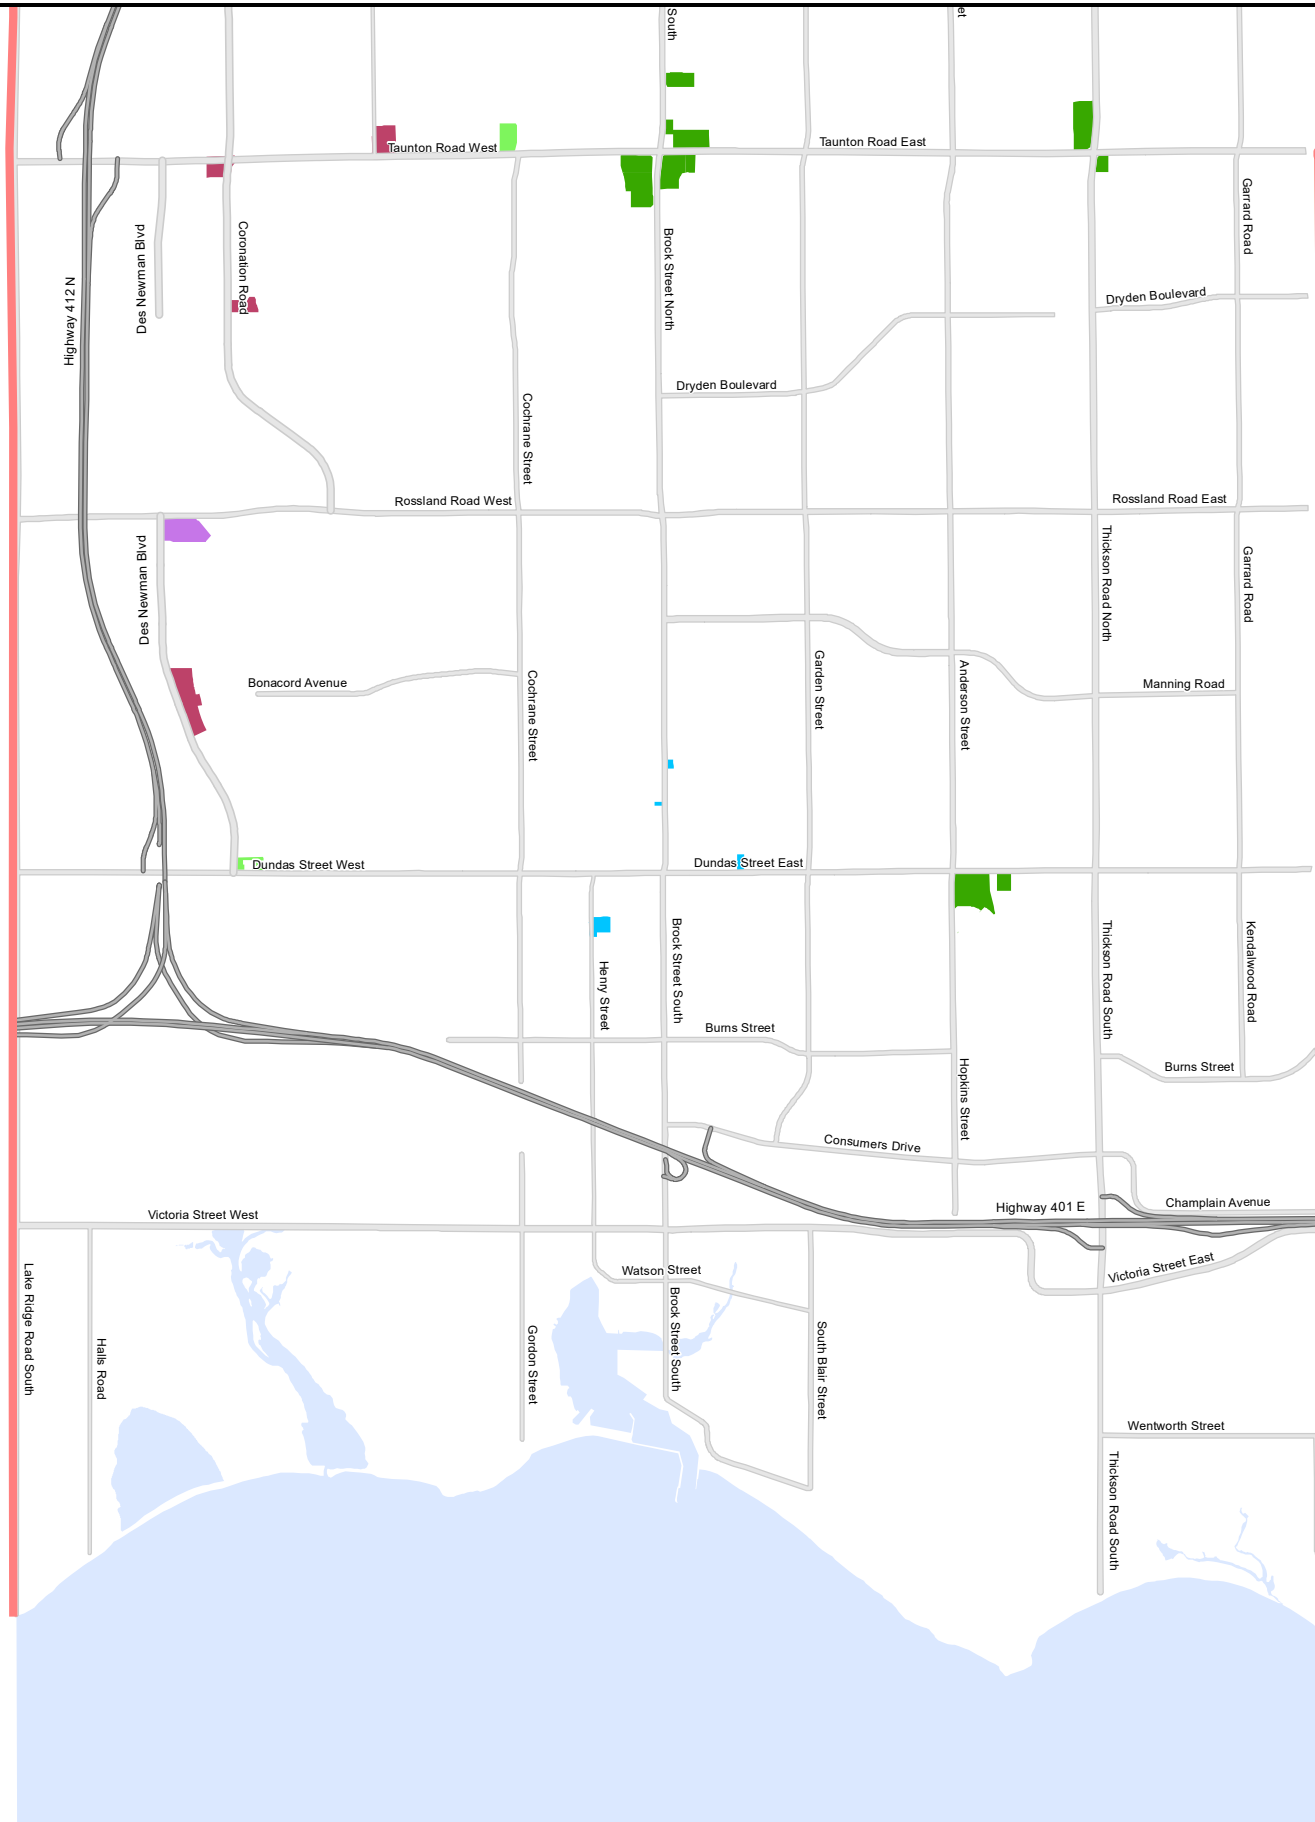 South
et
Taunton Road West
Taunton Road East
Garrard Road
Coronation Road
Des Newman Blvd
Brock Street North
Highway 412 N
Dryden Boulevard
Dryden Boulevard
Cochrane Street
Rossland Road West
Rossland Road East
Thickson Road North
Des Newman Blvd
Garrard Road
Garden Street
Anderson Street
Bonacord Avenue
Cochrane Street
Manning Road
Dundas Street West
Dundas Street East
Brock Street South
Thickson Road South
Kendalwood Road
Henry Street
Burns Street
Hopkins Street
Burns Street
Consumers Drive
Highway 401 E
Champlain Avenue
Victoria Street West
Victoria Street East
Lake Ridge Road South
Watson Street
Brock Street South
Halls Road
Gordon Street
South Blair Street
Wentworth Street
Thickson Road South